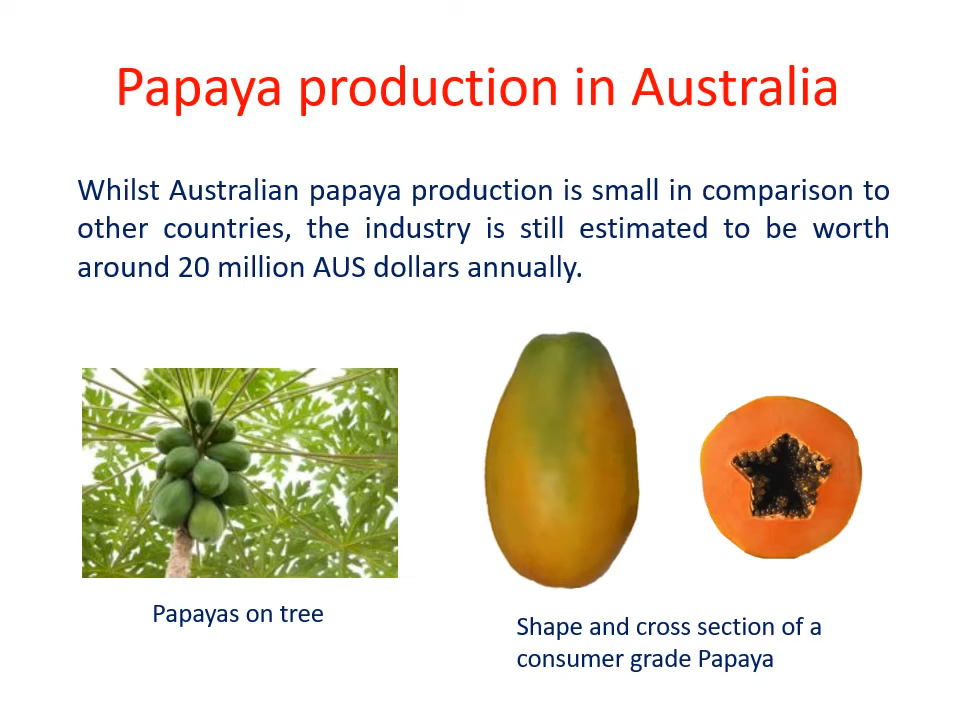 Papaya production in Australia
Whilst Australian papaya production is small in comparison to
other countries, the industry is still estimated to be worth
around 20 million AUS dollars annually.
Papayas on tree
Shape and cross section of a
consumer grade Papaya